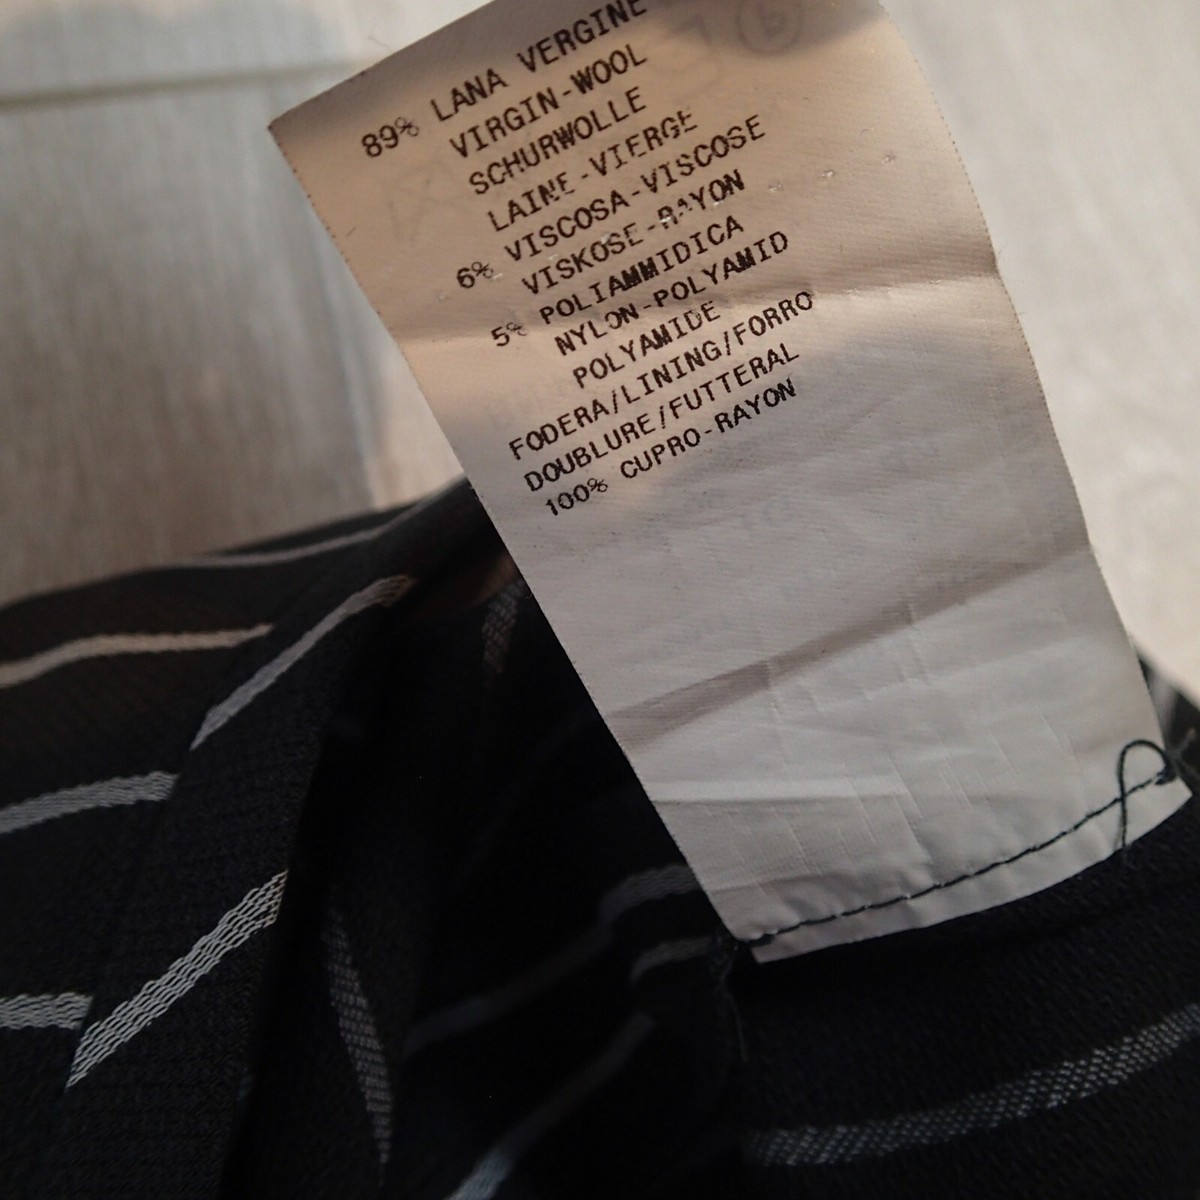 89% LANA VERGINE
VIRGIN-WOOL
SCHURWOLLE
LAINE-VIERGE
6% VISCOSA-VISCOSE
VISKOSE-RAYON
5% POLIAMMIDICA
NYLON-POLYAMID
POLYAMIDE
FODERA/LINING/FORRO
DOUBLURE/FUTTERAL
100% CUPRO-RAYON